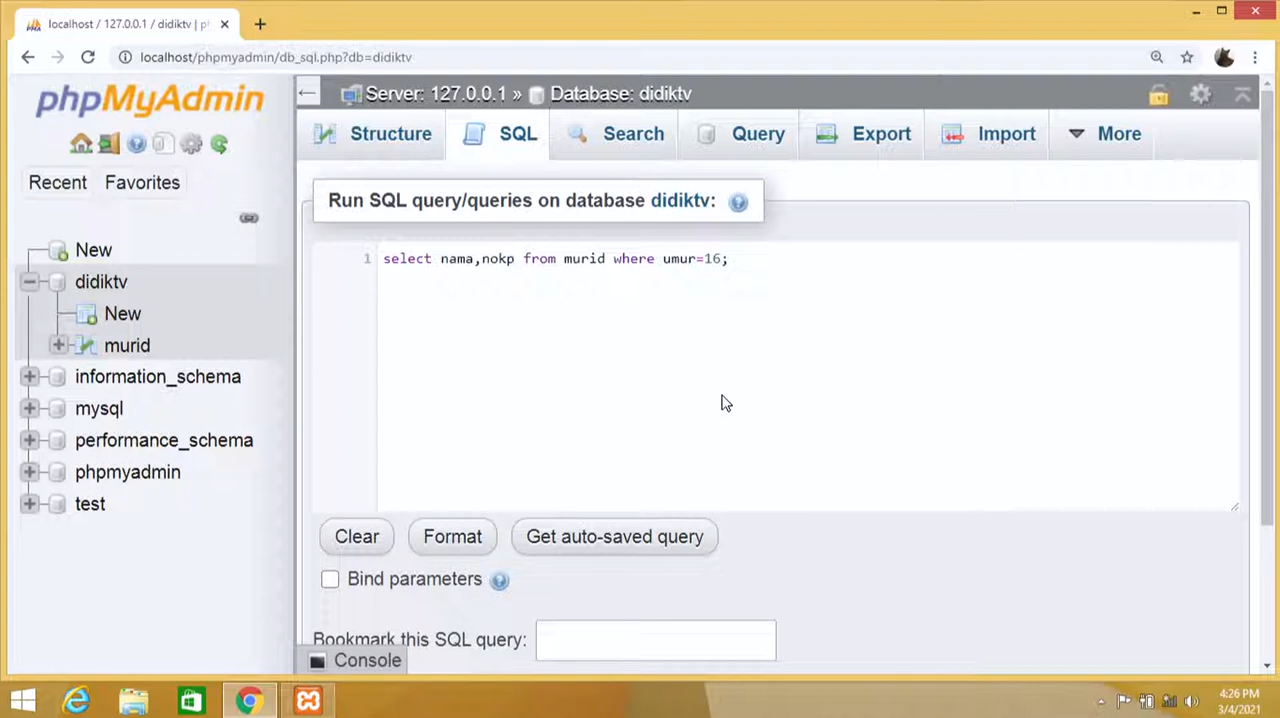 localhost / 127.0.0.1 / didiktv | p
localhost/phpmyadmin/db_sql.php?db=didiktv
phpMyAdmin
Recent Favorites
New
didiktv
New
murid
information_schema
mysql
performance_schema
phpmyadmin
test
Server: 127.0.0.1 » Database: didiktv
Structure SQL Search Query Export Import More
Run SQL query/queries on database didiktv:
1 select nama,nokp from murid where umur=16;
Clear Format Get auto-saved query
Bind parameters
Bookmark this SQL query:
Console
4:26 PM
3/4/2021